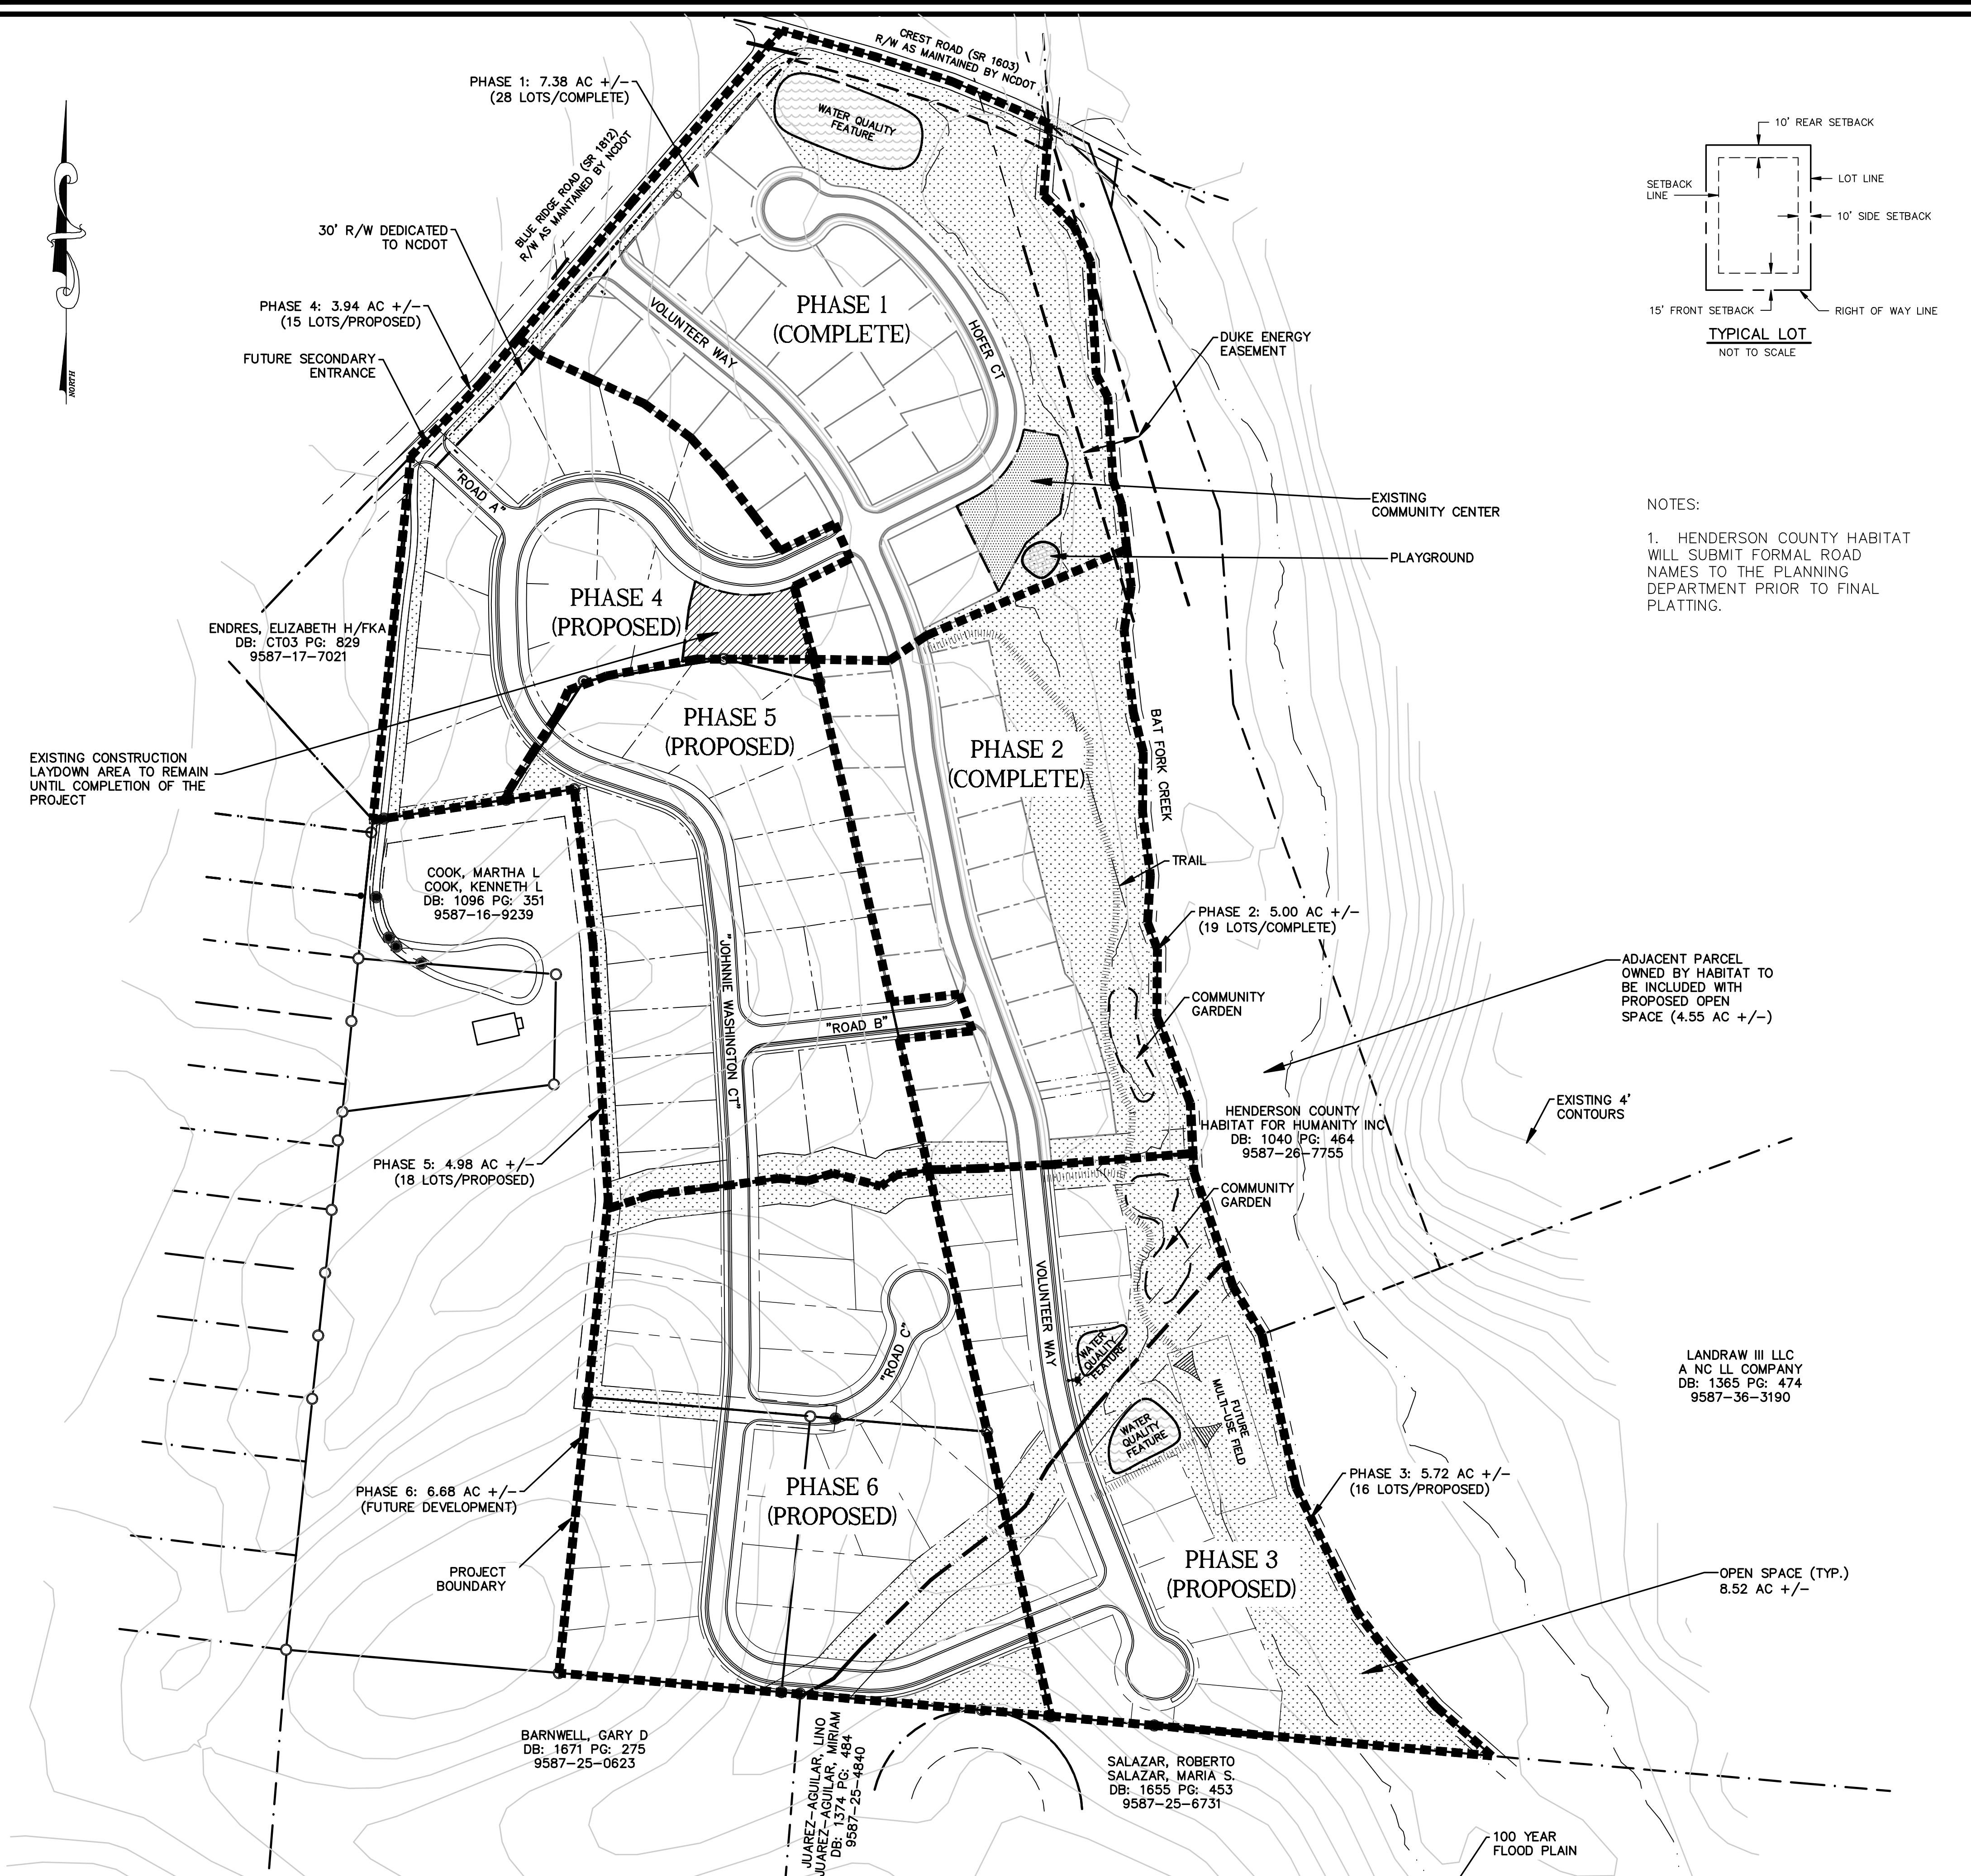 CREST ROAD (SR 1603)
R/W AS MAINTAINED BY NCDOT
PHASE 1: 7.38 AC +/-
(28 LOTS/COMPLETE)
WATER QUALITY
FEATURE
10' REAR SETBACK
SETBACK
LINE
LOT LINE
10' SIDE SETBACK
15' FRONT SETBACK
RIGHT OF WAY LINE
TYPICAL LOT
NOT TO SCALE
BLUE RIDGE ROAD (SR 1812)
R/W AS MAINTAINED BY NCDOT
30' R/W DEDICATED
TO NCDOT
PHASE 4: 3.94 AC +/-
(15 LOTS/PROPOSED)
FUTURE SECONDARY
ENTRANCE
NORTH
VOLUNTEER WAY
PHASE 1
(COMPLETE)
HOFER CT
DUKE ENERGY
EASEMENT
"ROAD
A"
EXISTING
COMMUNITY CENTER
PLAYGROUND
NOTES:
1. HENDERSON COUNTY HABITAT
WILL SUBMIT FORMAL ROAD
NAMES TO THE PLANNING
DEPARTMENT PRIOR TO FINAL
PLATTING.
PHASE 4
(PROPOSED)
ENDRES, ELIZABETH H/FKA
DB: CT03 PG: 829
9587-17-7021
PHASE 5
(PROPOSED)
PHASE 2
(COMPLETE)
BAT FORK CREEK
EXISTING CONSTRUCTION
LAYDOWN AREA TO REMAIN
UNTIL COMPLETION OF THE
PROJECT
COOK, MARTHA L
COOK, KENNETH L
DB: 1096 PG: 351
9587-16-9239
TRAIL
PHASE 2: 5.00 AC +/-
(19 LOTS/COMPLETE)
"JOHNNIE WASHINGTON CT"
"ROAD B"
COMMUNITY
GARDEN
ADJACENT PARCEL
OWNED BY HABITAT TO
BE INCLUDED WITH
PROPOSED OPEN
SPACE (4.55 AC +/-)
EXISTING 4'
CONTOURS
HENDERSON COUNTY
HABITAT FOR HUMANITY INC
DB: 1040 PG: 464
9587-26-7755
PHASE 5: 4.98 AC +/-
(18 LOTS/PROPOSED)
COMMUNITY
GARDEN
VOLUNTEER WAY
"ROAD C"
WATER
QUALITY
FEATURE
FUTURE
MULTI-USE FIELD
WATER
QUALITY
FEATURE
LANDRAW III LLC
A NC LL COMPANY
DB: 1365 PG: 474
9587-36-3190
PHASE 6: 6.68 AC +/-
(FUTURE DEVELOPMENT)
PHASE 6
(PROPOSED)
PHASE 3: 5.72 AC +/-
(16 LOTS/PROPOSED)
PROJECT
BOUNDARY
PHASE 3
(PROPOSED)
OPEN SPACE (TYP.)
8.52 AC +/-
BARNWELL, GARY D
DB: 1671 PG: 275
9587-25-0623
JUAREZ-AGUILAR, LINO
JUAREZ-AGUILAR, MIRIAM
DB: 1374 PG: 484
9587-25-4840
SALAZAR, ROBERTO
SALAZAR, MARIA S.
DB: 1655 PG: 453
9587-25-6731
100 YEAR
FLOOD PLAIN